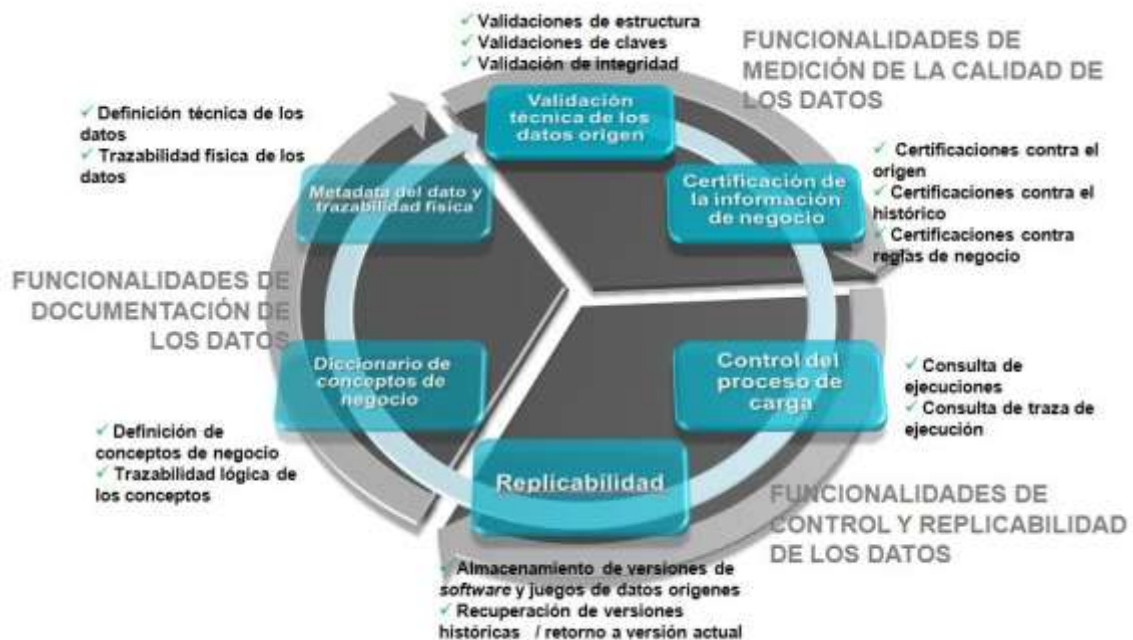 ✓ Validaciones de estructura
✓ Validaciones de claves
✓ Validación de integridad
FUNCIONALIDADES DE
MEDICIÓN DE LA CALIDAD DE
LOS DATOS
Validación
técnica de los
datos origen
✓ Certificaciones contra el
origen
✓ Certificaciones contra el
histórico
✓ Certificaciones contra
reglas de negocio
Certificación de
la información
de negocio
Control del
proceso de
carga
✓ Consulta de
ejecuciones
✓ Consulta de traza de
ejecución
FUNCIONALIDADES DE
CONTROL Y REPLICABILIDAD
DE LOS DATOS
Replicabilidad
✓ Almacenamiento de versiones de
software y juegos de datos orígenes
✓ Recuperación de versiones
históricas / retorno a versión actual
Diccionario de
conceptos de
negocio
✓ Definición de
conceptos de negocio
✓ Trazabilidad lógica de
los conceptos
FUNCIONALIDADES DE
DOCUMENTACIÓN DE
LOS DATOS
Metadata del dato y
trazabilidad física
✓ Definición técnica de los
datos
✓ Trazabilidad física de los
datos